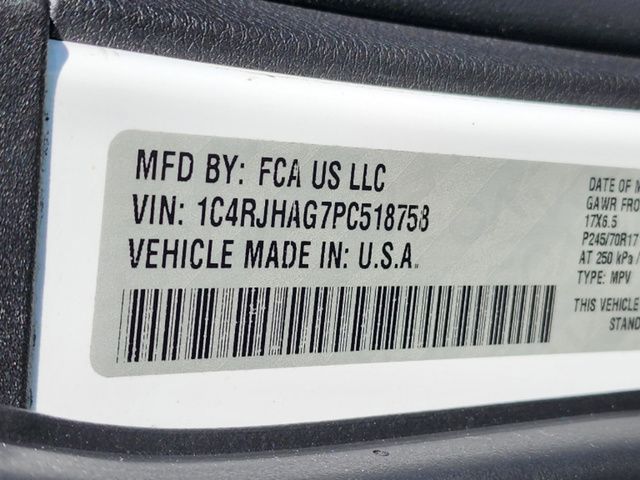 MFD BY: FCA US LLC
VIN: 1C4RJHAG7PC518758
VEHICLE MADE IN: U.S.A.
DATE OF M
GAWR FRO
17X6.5
P245/70R17
AT 250 kPa /
TYPE: MPV
THIS VEHICLE
STAND